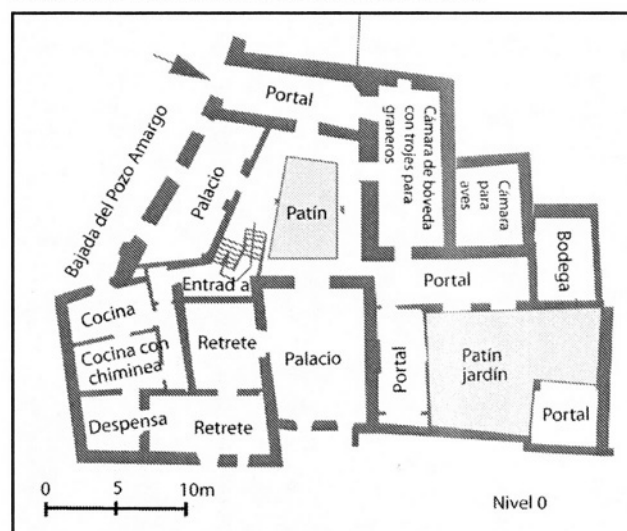 Portal
Cámara de bóveda
con trojes para
graneros
Bajada del Pozo Amargo
Palacio
Patín
Cámara
para
aves
Bodega
Entrad a
Portal
Cocina
Cocina con
chiminea
Retrete
Palacio
Portal
Patín
jardín
Portal
Despensa
Retrete
0 5 10m
Nivel 0